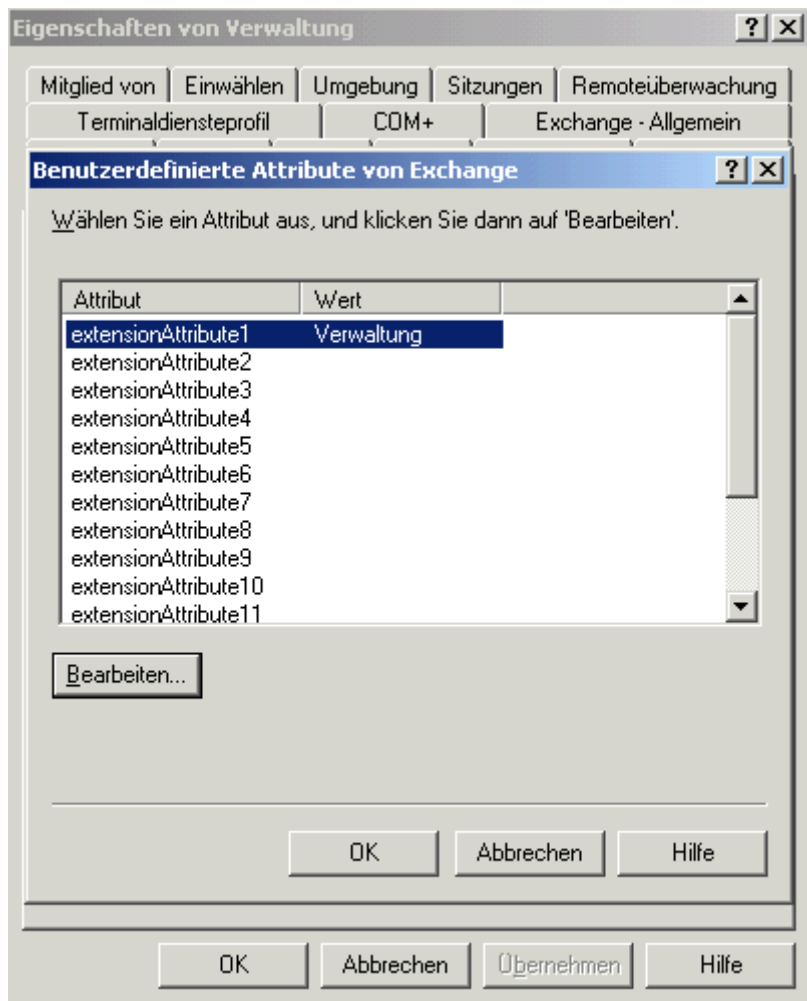 Eigenschaften von Verwaltung
Mitglied von Einwählen Umgebung Sitzungen Remoteüberwachung
Terminaldiensteprofil COM+ Exchange - Allgemein
Benutzerdefinierte Attribute von Exchange
Wählen Sie ein Attribut aus, und klicken Sie dann auf 'Bearbeiten'.
Attribut Wert
extensionAttribute1 Verwaltung
extensionAttribute2
extensionAttribute3
extensionAttribute4
extensionAttribute5
extensionAttribute6
extensionAttribute7
extensionAttribute8
extensionAttribute9
extensionAttribute10
extensionAttribute11
Bearbeiten...
OK Abbrechen Hilfe
OK Abbrechen Übernehmen Hilfe